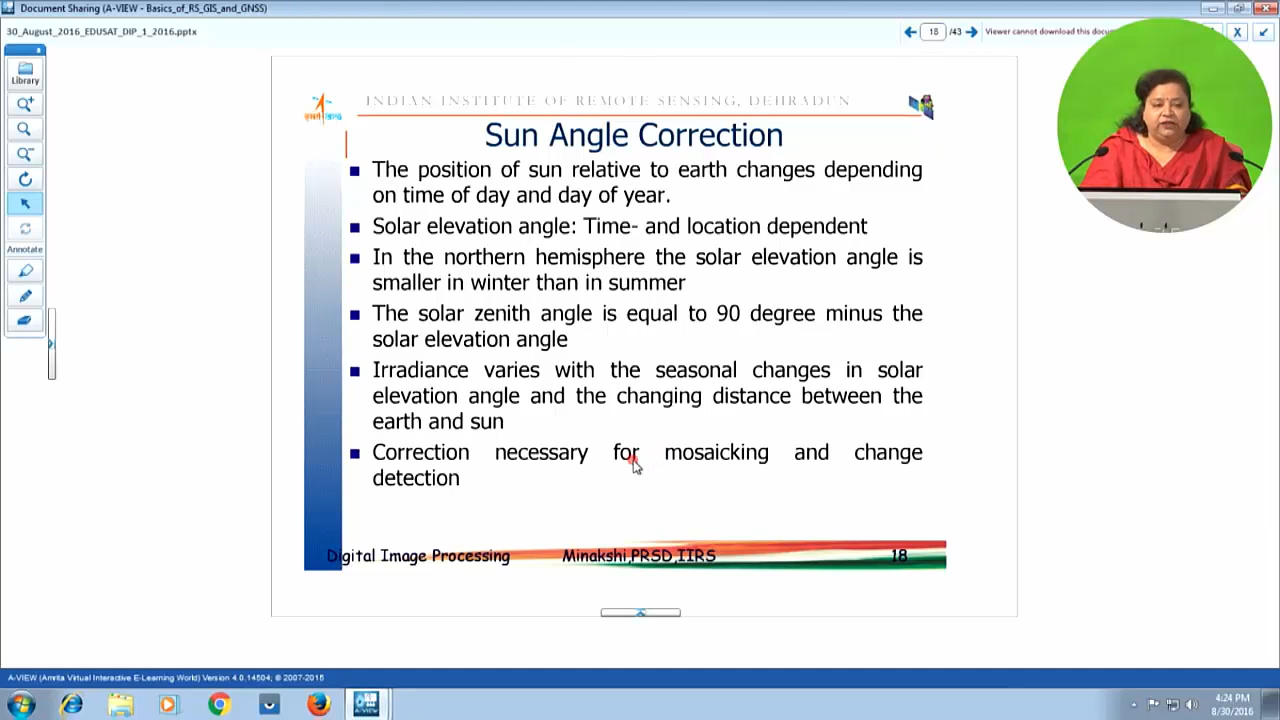 Document Sharing (A-VIEW - Basics_of_RS_GIS_and_GNSS)
30_August_2016_EDUSAT_DIP_1_2016.pptx
18 /43
Viewer cannot download this
Library
Annotate
INDIAN INSTITUTE OF REMOTE SENSING, DEHRADUN
Sun Angle Correction
The position of sun relative to earth changes depending
on time of day and day of year.
Solar elevation angle: Time- and location dependent
In the northern hemisphere the solar elevation angle is
smaller in winter than in summer
The solar zenith angle is equal to 90 degree minus the
solar elevation angle
Irradiance varies with the seasonal changes in solar
elevation angle and the changing distance between the
earth and sun
Correction necessary for mosaicking and change
detection
Digital Image Processing Minakshi,PRSD,IIRS 18
A-VIEW (Amrita Virtual Interactive E-Learning World) Version 4.0.14504; © 2007-2015
4:24 PM
8/30/2016